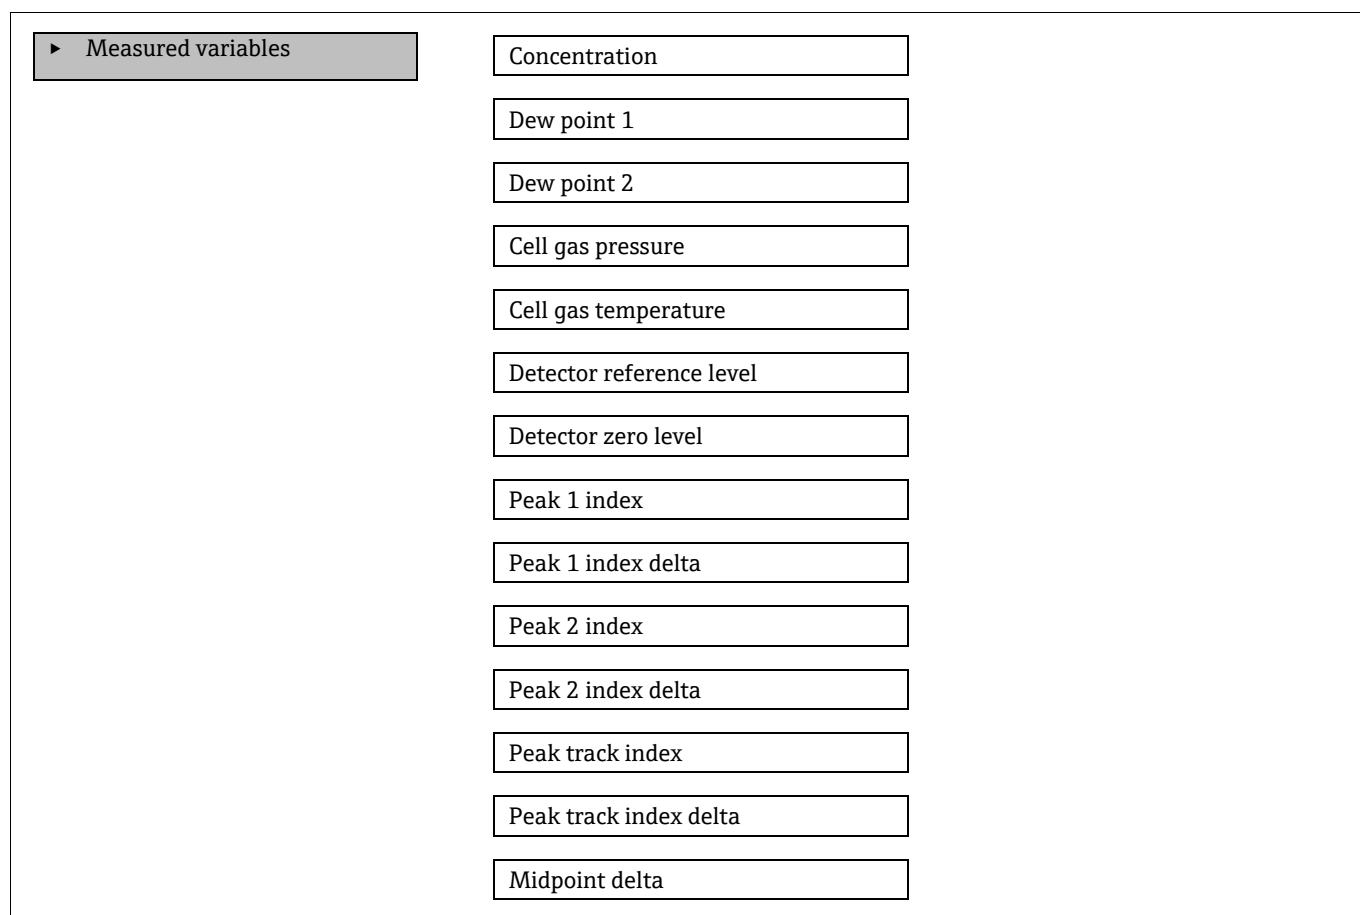 ▸ Measured variables
Concentration
Dew point 1
Dew point 2
Cell gas pressure
Cell gas temperature
Detector reference level
Detector zero level
Peak 1 index
Peak 1 index delta
Peak 2 index
Peak 2 index delta
Peak track index
Peak track index delta
Midpoint delta